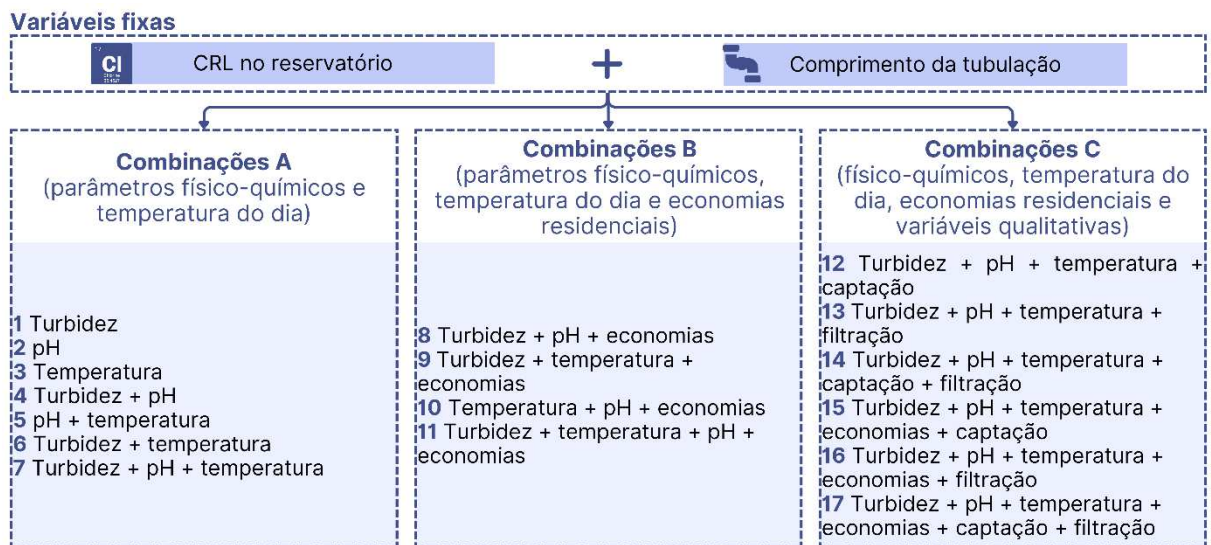 Variáveis fixas
17
Cl
CRL no reservatório
+
Comprimento da tubulação
Combinações A
(parâmetros físico-químicos e
temperatura do dia)
1 Turbidez
2 pH
3 Temperatura
4 Turbidez + pH
5 pH + temperatura
6 Turbidez + temperatura
7 Turbidez + pH + temperatura
Combinações B
(parâmetros físico-químicos,
temperatura do dia e economias
residenciais)
8 Turbidez + pH + economias
9 Turbidez + temperatura +
economias
10 Temperatura + pH + economias
11 Turbidez + temperatura + pH +
economias
Combinações C
(físico-químicos, temperatura do
dia, economias residenciais e
variáveis qualitativas)
12 Turbidez + pH + temperatura +
captação
13 Turbidez + pH + temperatura +
filtração
14 Turbidez + pH + temperatura +
captação + filtração
15 Turbidez + pH + temperatura +
economias + captação
16 Turbidez + pH + temperatura +
economias + filtração
17 Turbidez + pH + temperatura +
economias + captação + filtração